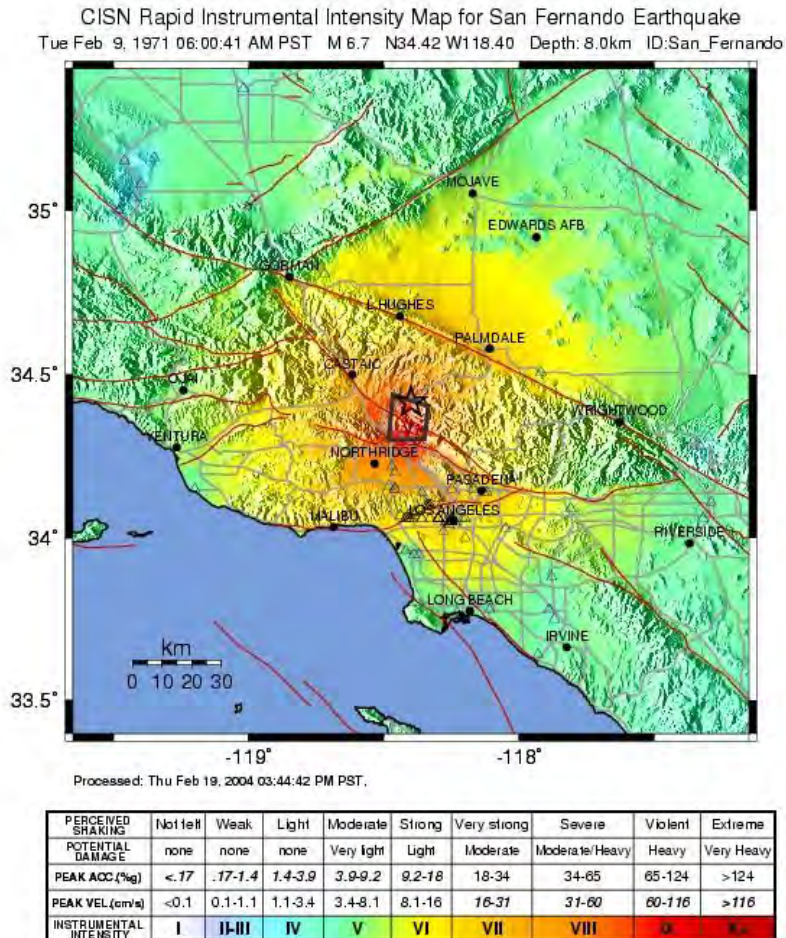 CISN Rapid Instrumental Intensity Map for San Fernando Earthquake
Tue Feb 9, 1971 06:00:41 AM PST M 6.7 N34.42 W118.40 Depth: 8.0km ID:San_Fernando
MOJAVE
35°
EDWARDS AFB
GORMAN
L.HUGHES
PALMDALE
CASTAIC
34.5°
OJAI
WRIGHTWOOD
VENTURA
NORTHRIDGE
PASADENA
LOS ANGELES
MALIBU
34°
RIVERSIDE
LONG BEACH
IRVINE
km
0 10 20 30
33.5°
-119° -118°
Processed: Thu Feb 19, 2004 03:44:42 PM PST,
PERCEIVED SHAKING Not felt Weak Light Moderate Strong Very strong Severe Violent Extreme
POTENTIAL DAMAGE none none none Very light Light Moderate Moderate/Heavy Heavy Very Heavy
PEAK ACC.(%g) <.17 .17-1.4 1.4-3.9 3.9-9.2 9.2-18 18-34 34-65 65-124 >124
PEAK VEL.(cm/s) <0.1 0.1-1.1 1.1-3.4 3.4-8.1 8.1-16 16-31 31-60 60-116 >116
INSTRUMENTAL INTENSITY I II-III IV V VI VII VIII IX X+